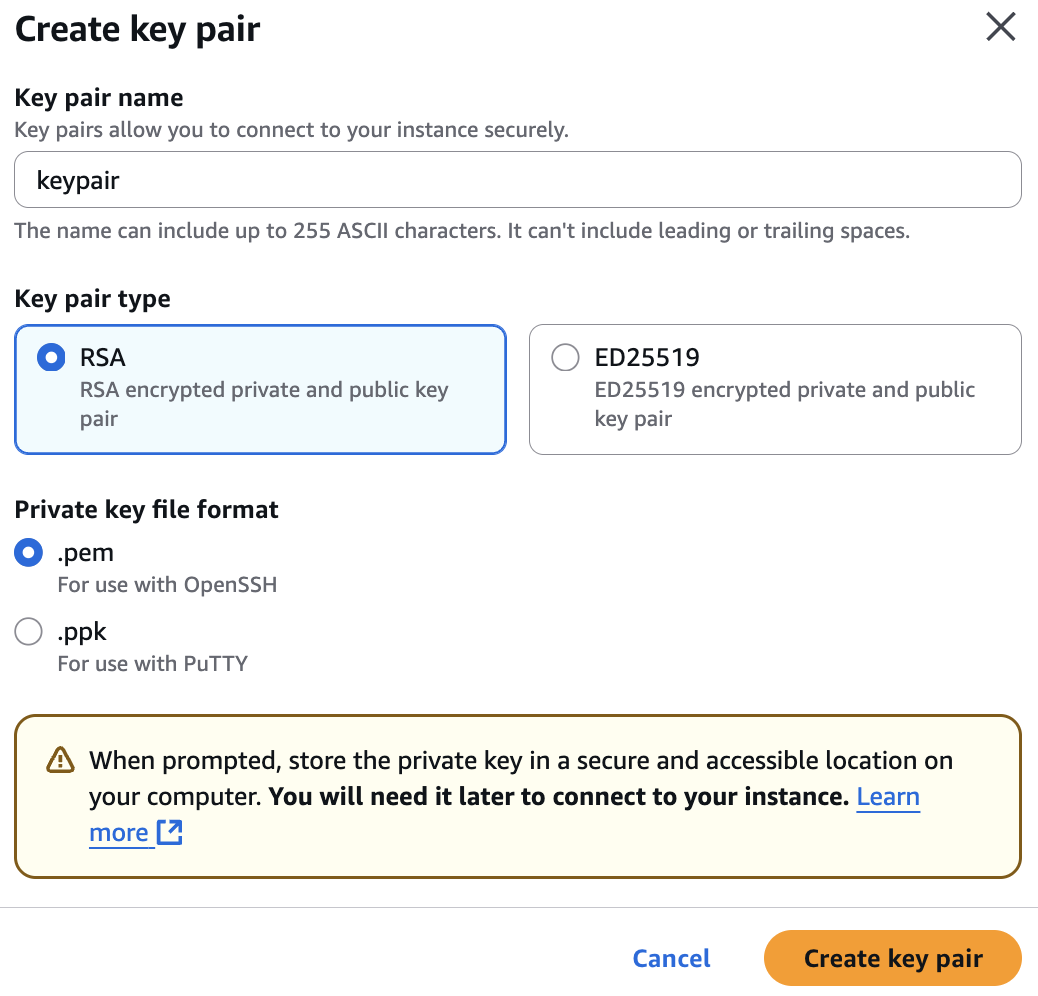 Create key pair
Key pair name
Key pairs allow you to connect to your instance securely.
keypair
The name can include up to 255 ASCII characters. It can't include leading or trailing spaces.
Key pair type
RSA
RSA encrypted private and public key
pair
ED25519
ED25519 encrypted private and public
key pair
Private key file format
.pem
For use with OpenSSH
.ppk
For use with PuTTY
When prompted, store the private key in a secure and accessible location on
your computer. You will need it later to connect to your instance. Learn
more
Cancel
Create key pair